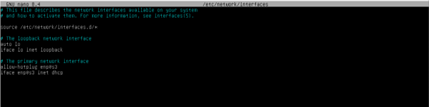 GNU nano 8.4 /etc/network/interfaces
# This file describes the network interfaces available on your system
# and how to activate them. For more information, see interfaces(5).
source /etc/network/interfaces.d/*
# The loopback network interface
auto lo
iface lo inet loopback
# The primary network interface
allow-hotplug enp0s3
iface enp0s3 inet dhcp